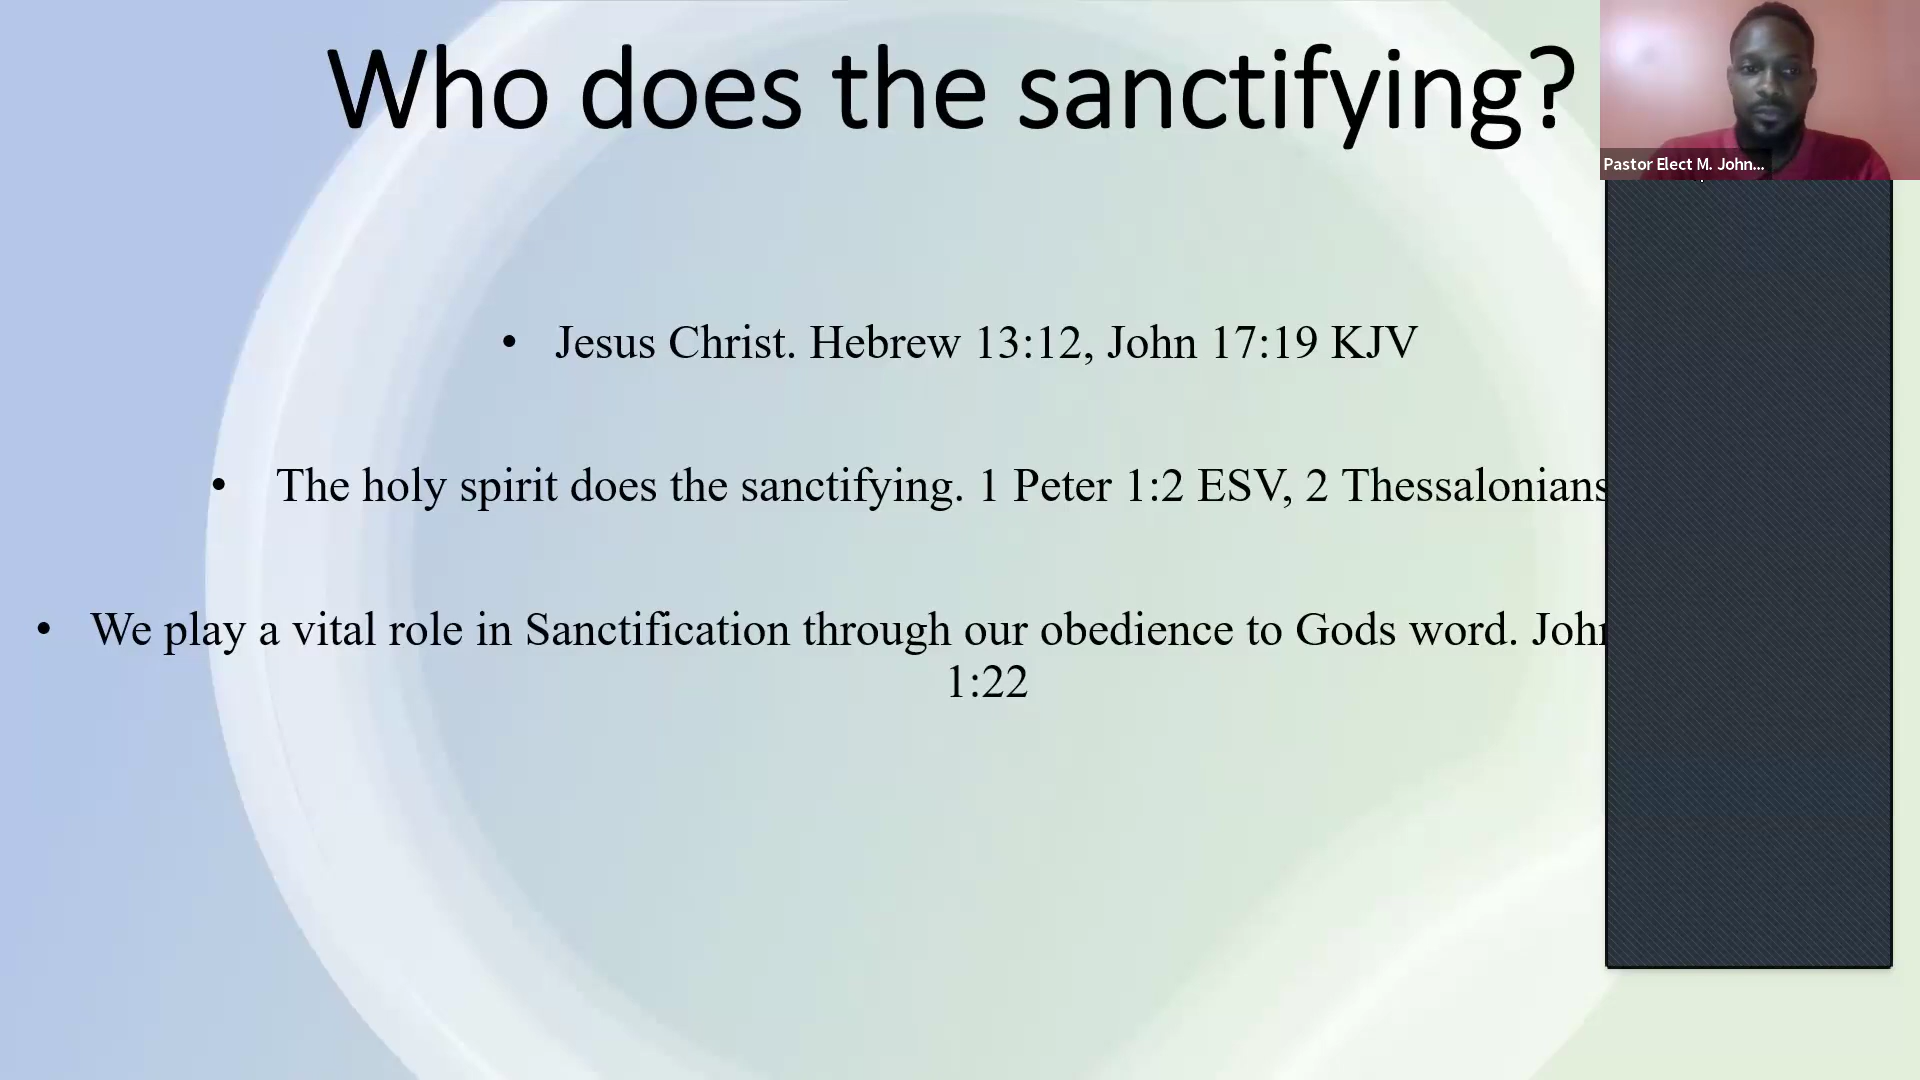 Who does the sanctifying?
Pastor Elect M. John...
• Jesus Christ. Hebrew 13:12, John 17:19 KJV
• The holy spirit does the sanctifying. 1 Peter 1:2 ESV, 2 Thessalonians
• We play a vital role in Sanctification through our obedience to Gods word. John
1:22